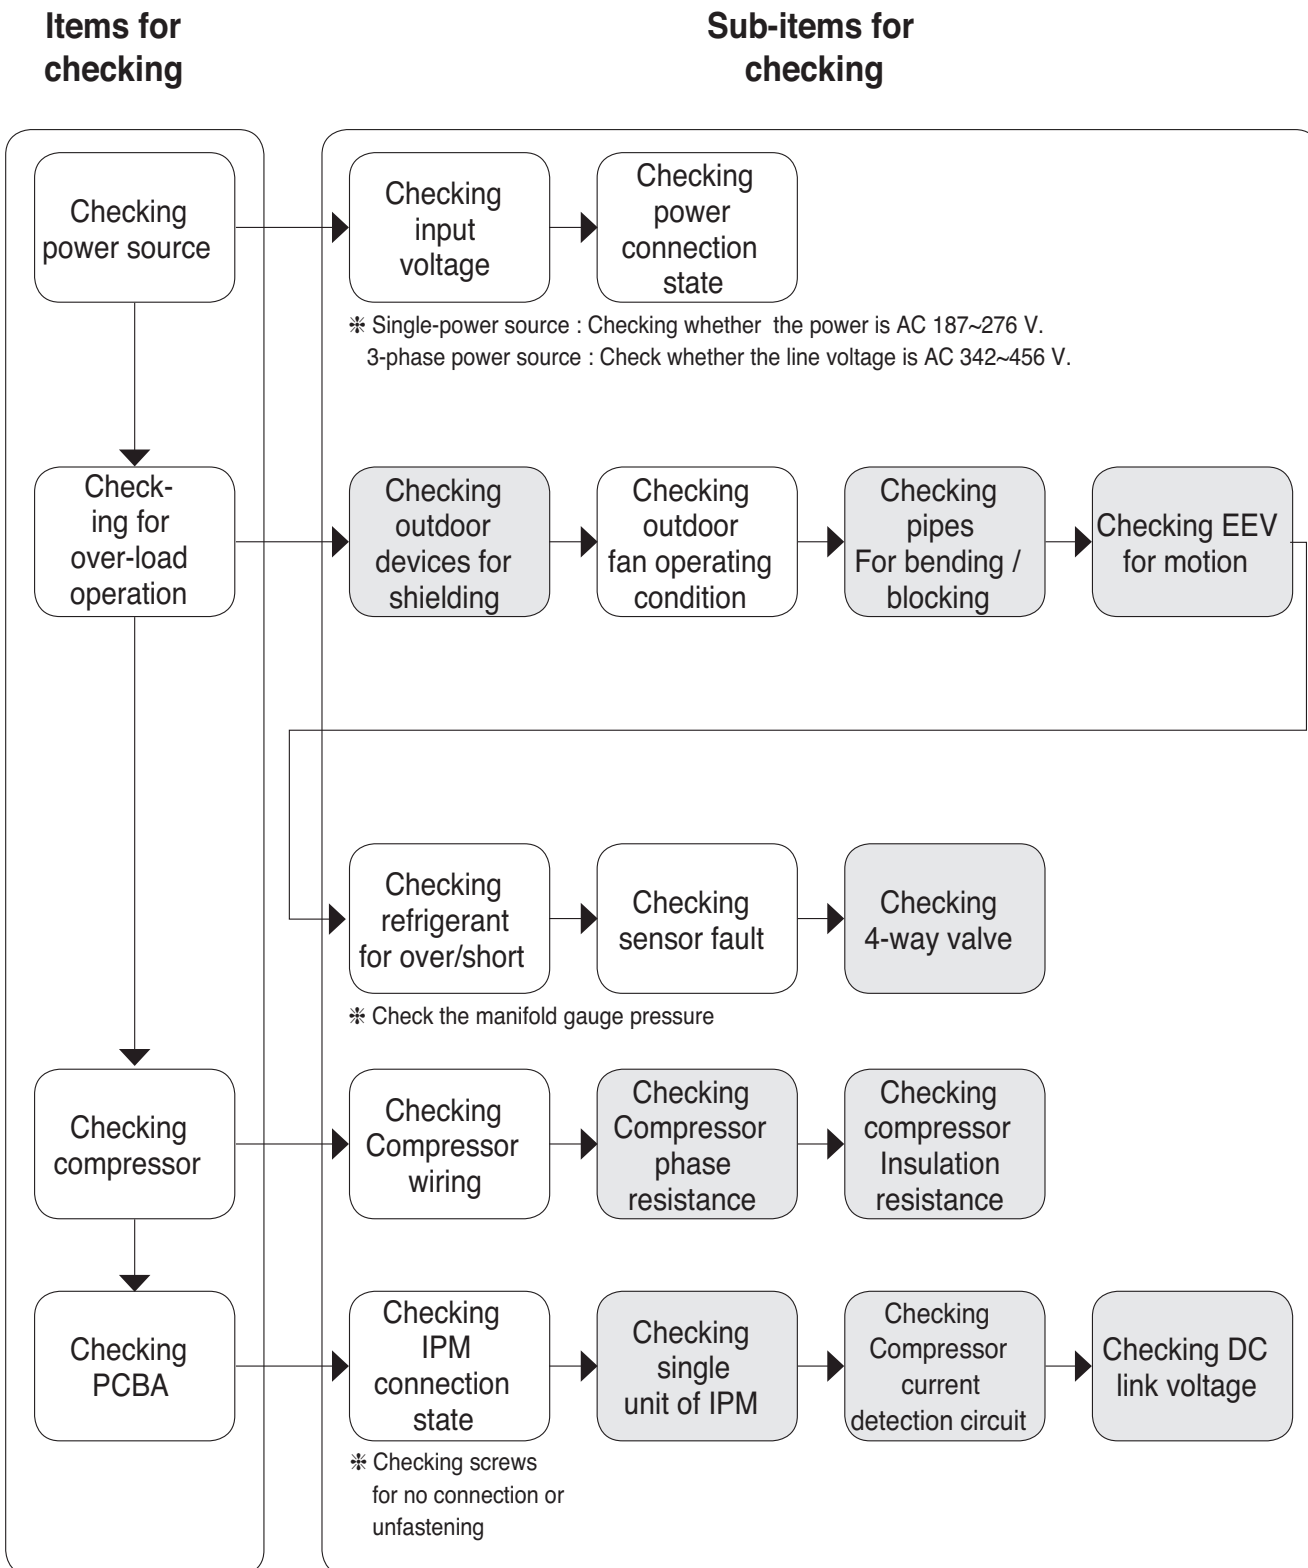 Items for
checking
Sub-items for
checking
Checking
power source
Checking
input
voltage
Checking
power
connection
state
❈ Single-power source : Checking whether the power is AC 187~276 V.
3-phase power source : Check whether the line voltage is AC 342~456 V.
Check-
ing for
over-load
operation
Checking
outdoor
devices for
shielding
Checking
outdoor
fan operating
condition
Checking
pipes
For bending /
blocking
Checking EEV
for motion
Checking
refrigerant
for over/short
Checking
sensor fault
Checking
4-way valve
❈ Check the manifold gauge pressure
Checking
compressor
Checking
Compressor
wiring
Checking
Compressor
phase
resistance
Checking
compressor
Insulation
resistance
Checking
PCBA
Checking
IPM
connection
state
Checking
single
unit of IPM
Checking
Compressor
current
detection circuit
Checking DC
link voltage
❈ Checking screws
for no connection or
unfastening